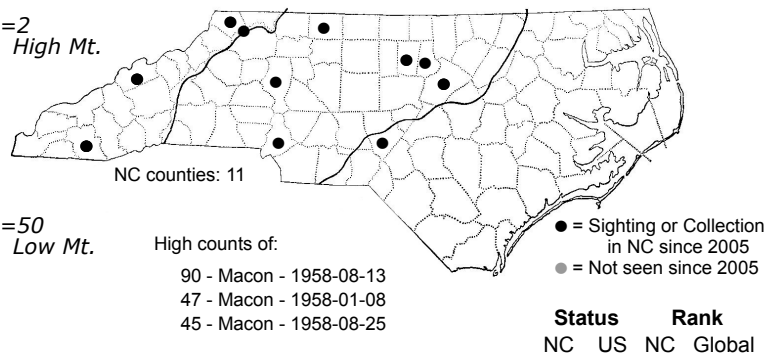 =2
High Mt.
NC counties: 11
=50
Low Mt.
High counts of:
90 - Macon - 1958-08-13
47 - Macon - 1958-01-08
45 - Macon - 1958-08-25
= Sighting or Collection
in NC since 2005
= Not seen since 2005
Status Rank
NC US NC Global